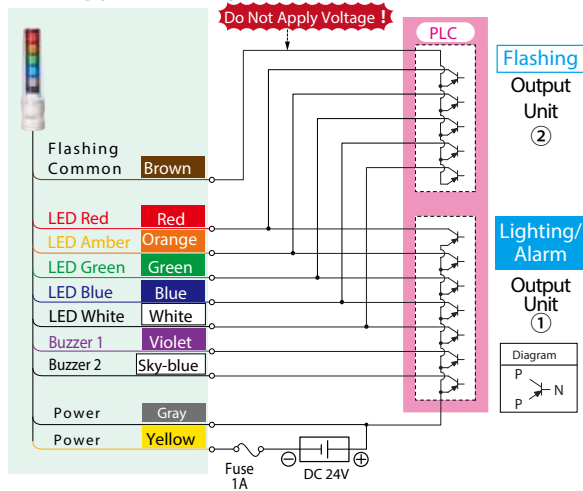 Do Not Apply Voltage !
PLC
Flashing
Output
Unit
②
Flashing
Common Brown
LED Red Red
LED Amber Orange
LED Green Green
LED Blue Blue
LED White White
Buzzer 1 Violet
Buzzer 2 Sky-blue
Power Gray
Power Yellow
Lighting/
Alarm
Output
Unit
①
Diagram
P
N
P
Fuse
1A
⊖ ⊕
DC 24V